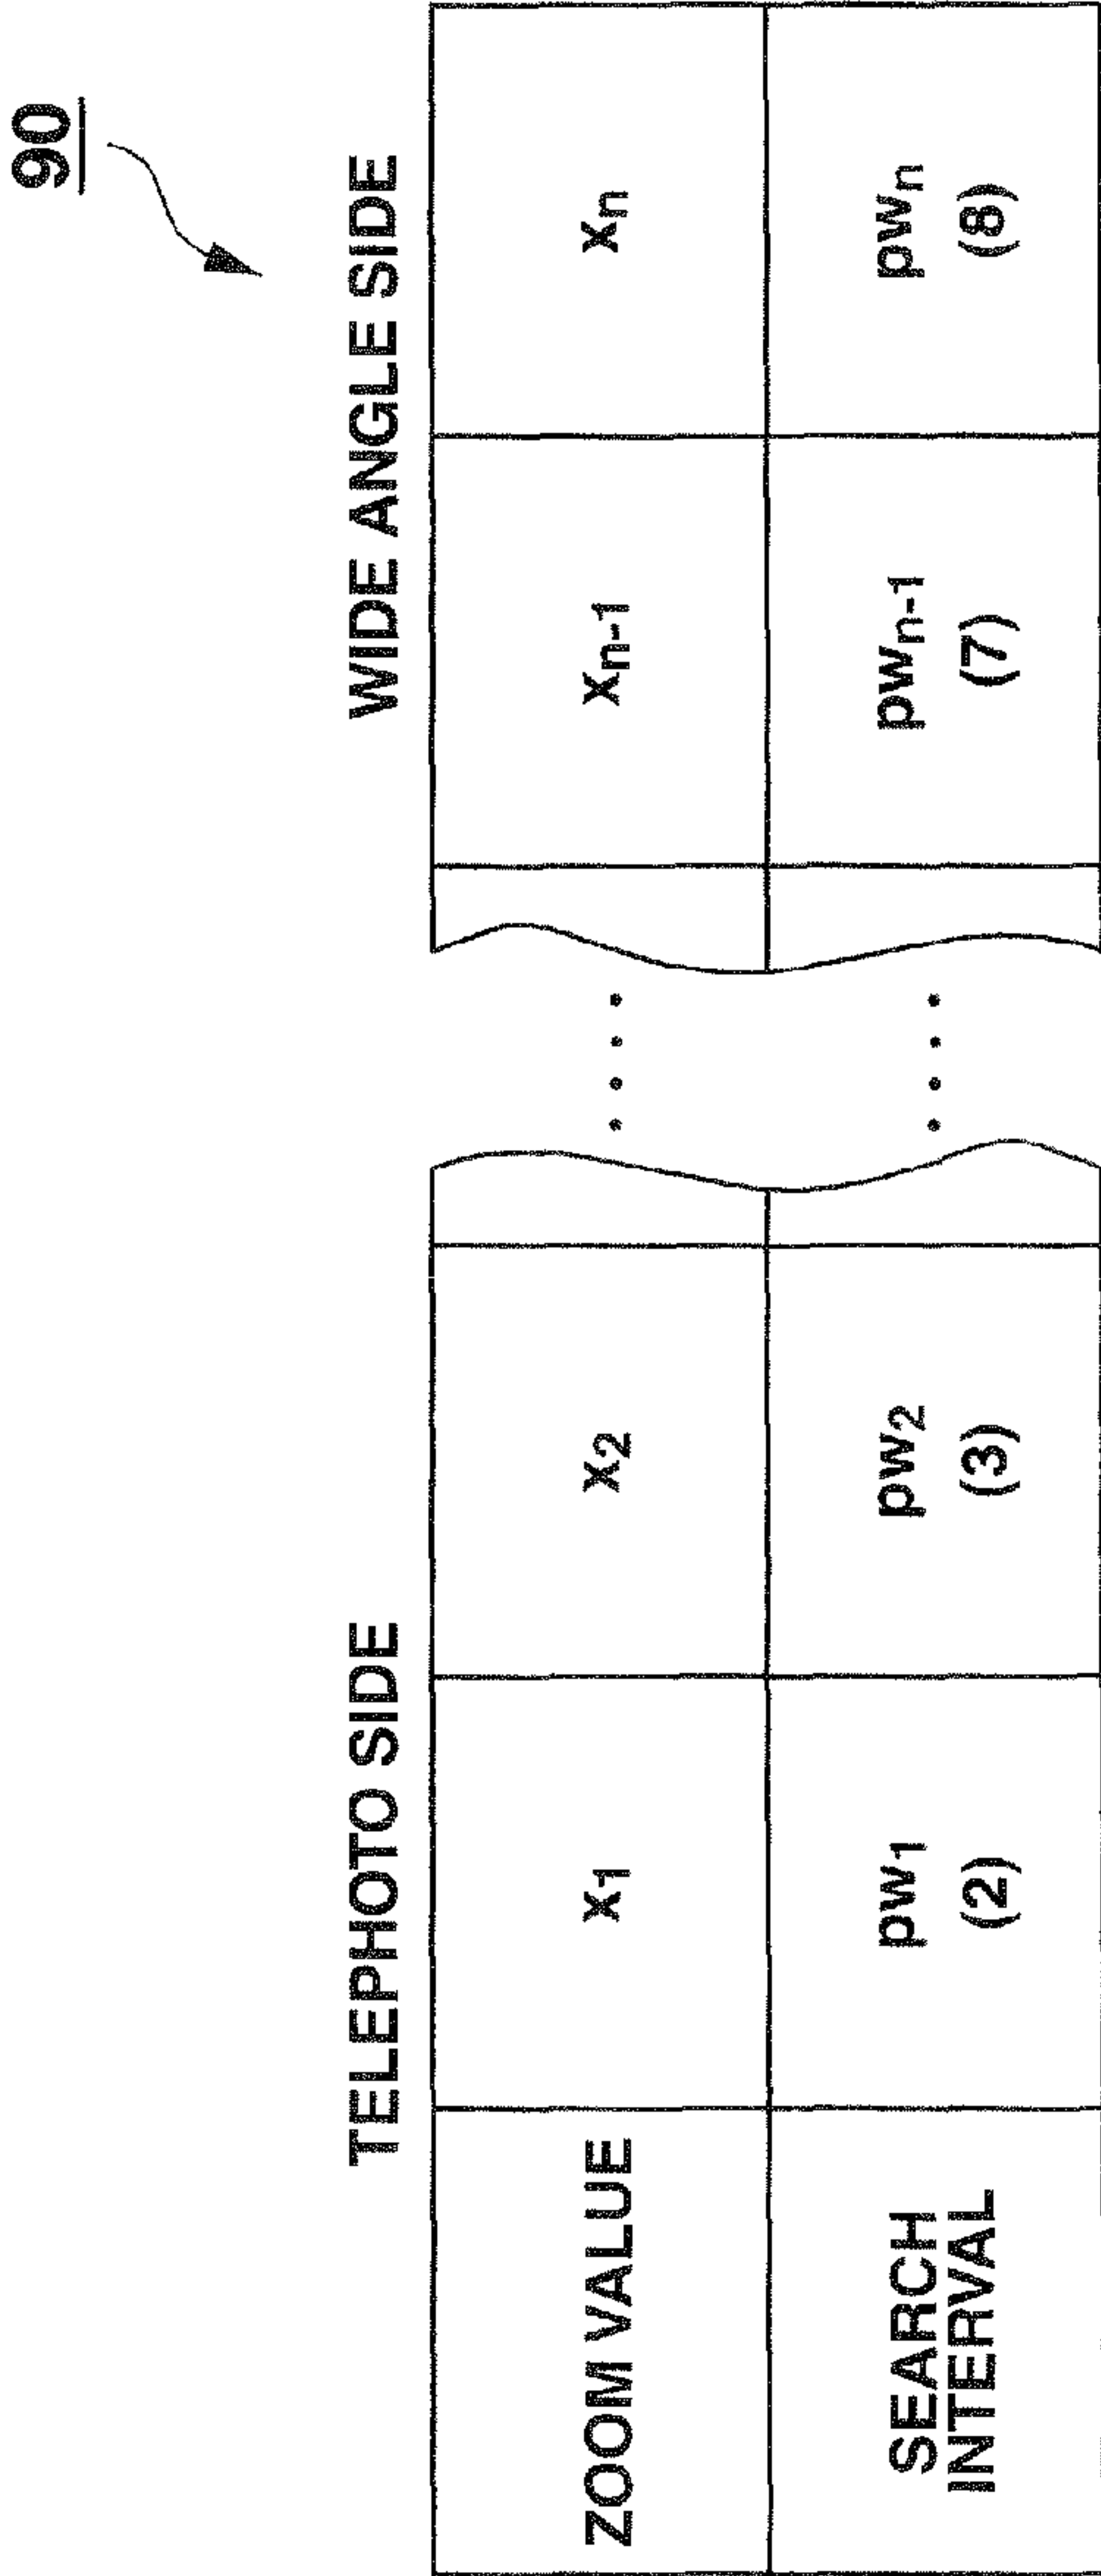 90
TELEPHOTO SIDE
WIDE ANGLE SIDE
ZOOM VALUE
x₁
x₂
xₙ₋₁
xₙ
SEARCH
INTERVAL
pw₁
(2)
pw₂
(3)
pwₙ₋₁
(7)
pwₙ
(8)